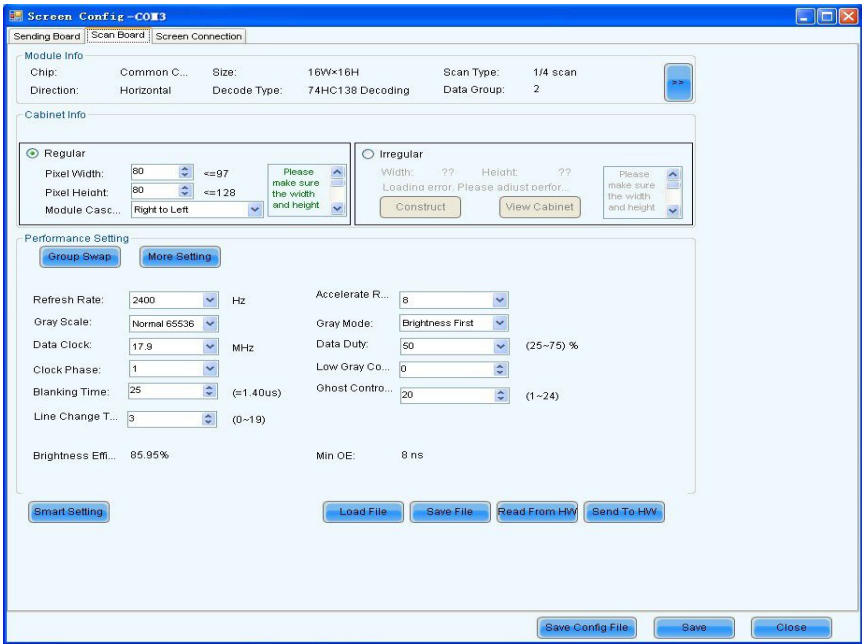 Screen Config-COM3
Sending Board Scan Board Screen Connection
Module Info
Chip: Common C... Size: 16W×16H Scan Type: 1/4 scan
Direction: Horizontal Decode Type: 74HC138 Decoding Data Group: 2
>>
Cabinet Info
Regular
Pixel Width: 80 <=97
Pixel Height: 80 <=128
Module Casc... Right to Left
Please
make sure
the width
and height
Irregular
Width: ?? Height: ??
Loading error. Please adjust perfor...
Construct View Cabinet
Please
make sure
the width
and height
Performance Setting
Group Swap More Setting
Refresh Rate: 2400 Hz Accelerate R... 8
Gray Scale: Normal 65536 Gray Mode: Brightness First
Data Clock: 17.9 MHz Data Duty: 50 (25~75) %
Clock Phase: 1 Low Gray Co... 0
Blanking Time: 25 (=1.40us) Ghost Contro... 20 (1~24)
Line Change T... 3 (0~19)
Brightness Effi... 85.95% Min OE: 8 ns
Smart Setting Load File Save File Read From HW Send To HW
Save Config File Save Close